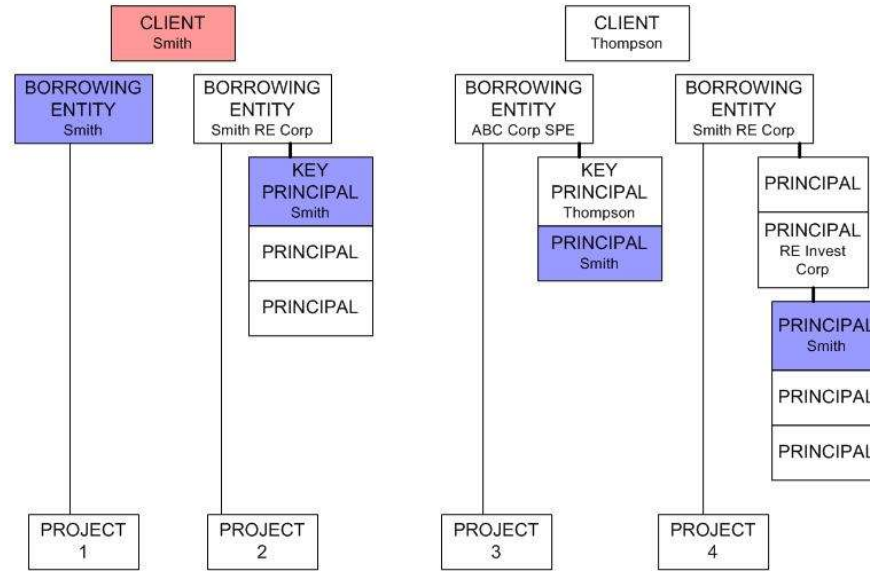 CLIENT
Smith
CLIENT
Thompson
BORROWING
ENTITY
Smith
BORROWING
ENTITY
Smith RE Corp
BORROWING
ENTITY
ABC Corp SPE
BORROWING
ENTITY
Smith RE Corp
KEY
PRINCIPAL
Smith
PRINCIPAL
PRINCIPAL
KEY
PRINCIPAL
Thompson
PRINCIPAL
Smith
PRINCIPAL
PRINCIPAL
RE Invest
Corp
PRINCIPAL
Smith
PRINCIPAL
PRINCIPAL
PROJECT
1
PROJECT
2
PROJECT
3
PROJECT
4